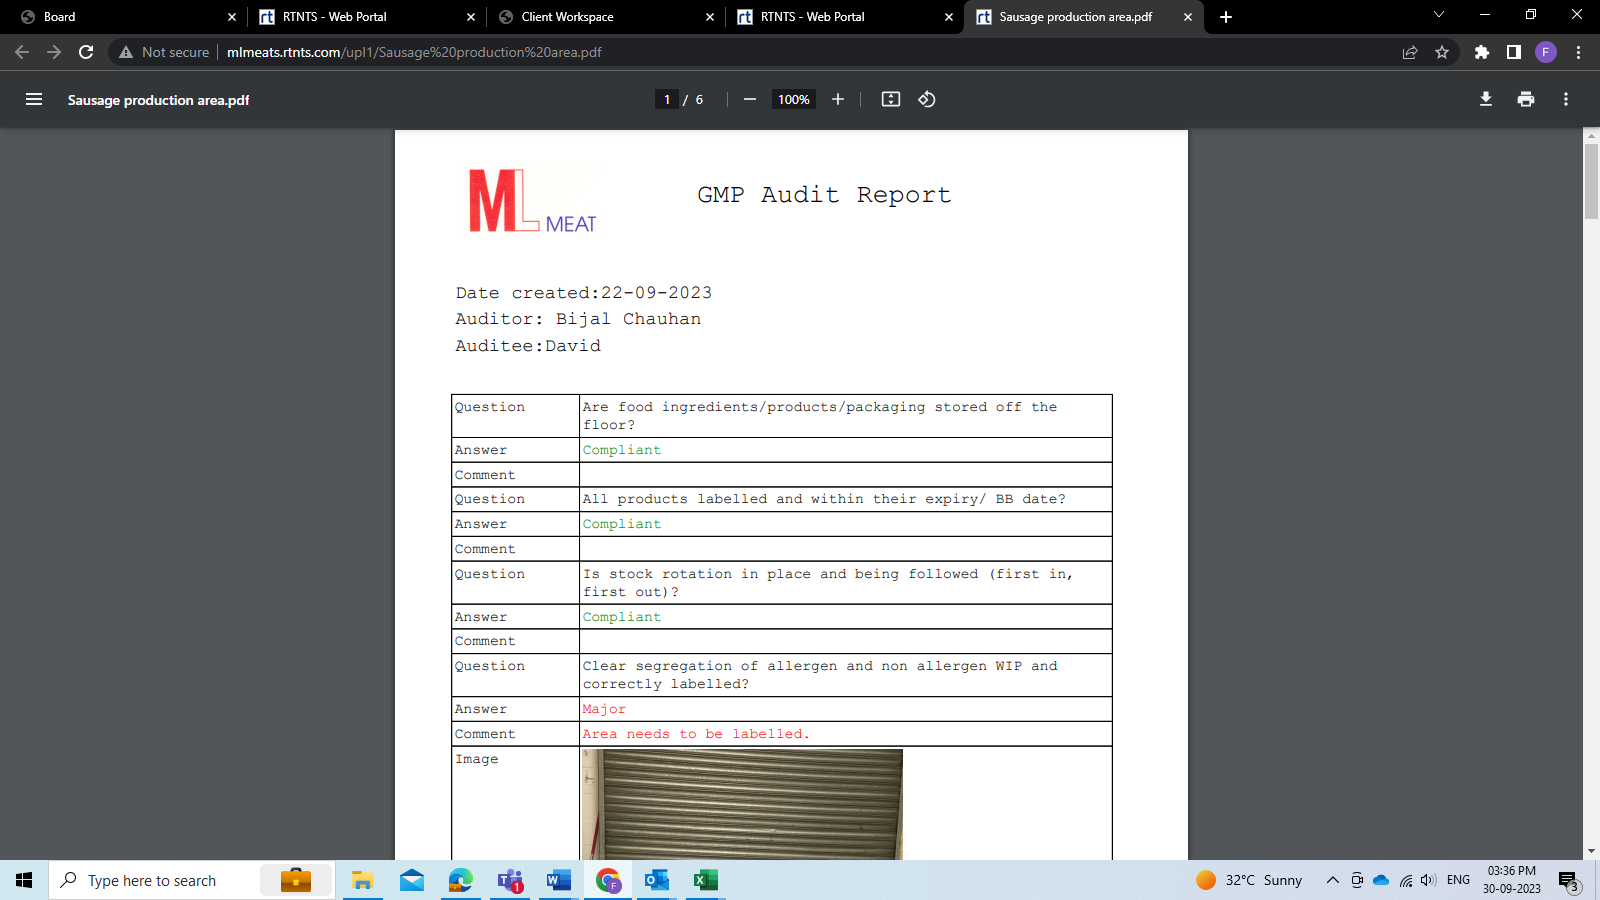 Board
RTNTS - Web Portal
Client Workspace
RTNTS - Web Portal
Sausage production area.pdf
Not secure
mlmeats.rtnts.com/upl1/Sausage%20production%20area.pdf
F
Sausage production area.pdf
1 / 6
100%
ML MEAT
GMP Audit Report
Date created:22-09-2023
Auditor: Bijal Chauhan
Auditee:David
Question
Are food ingredients/products/packaging stored off the
floor?
Answer
Compliant
Comment
Question
All products labelled and within their expiry/ BB date?
Answer
Compliant
Comment
Question
Is stock rotation in place and being followed (first in,
first out)?
Answer
Compliant
Comment
Question
Clear segregation of allergen and non allergen WIP and
correctly labelled?
Answer
Major
Comment
Area needs to be labelled.
Image
Type here to search
32°C Sunny
ENG
03:36 PM
30-09-2023
3